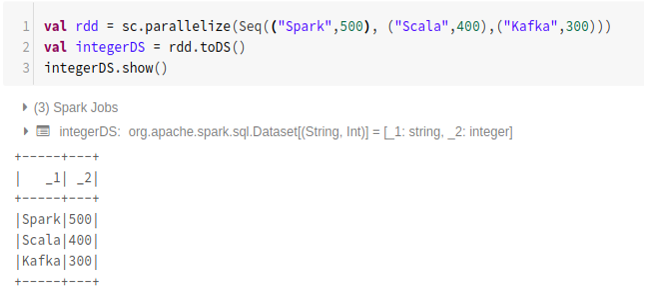 1 val rdd = sc.parallelize(Seq(("Spark",500), ("Scala",400),("Kafka",300)))
2 val integerDS = rdd.toDS()
3 integerDS.show()
(3) Spark Jobs
integerDS: org.apache.spark.sql.Dataset[(String, Int)] = [_1: string, _2: integer]
+-----+---+
|   _1| _2|
+-----+---+
|Spark|500|
|Scala|400|
|Kafka|300|
+-----+---+